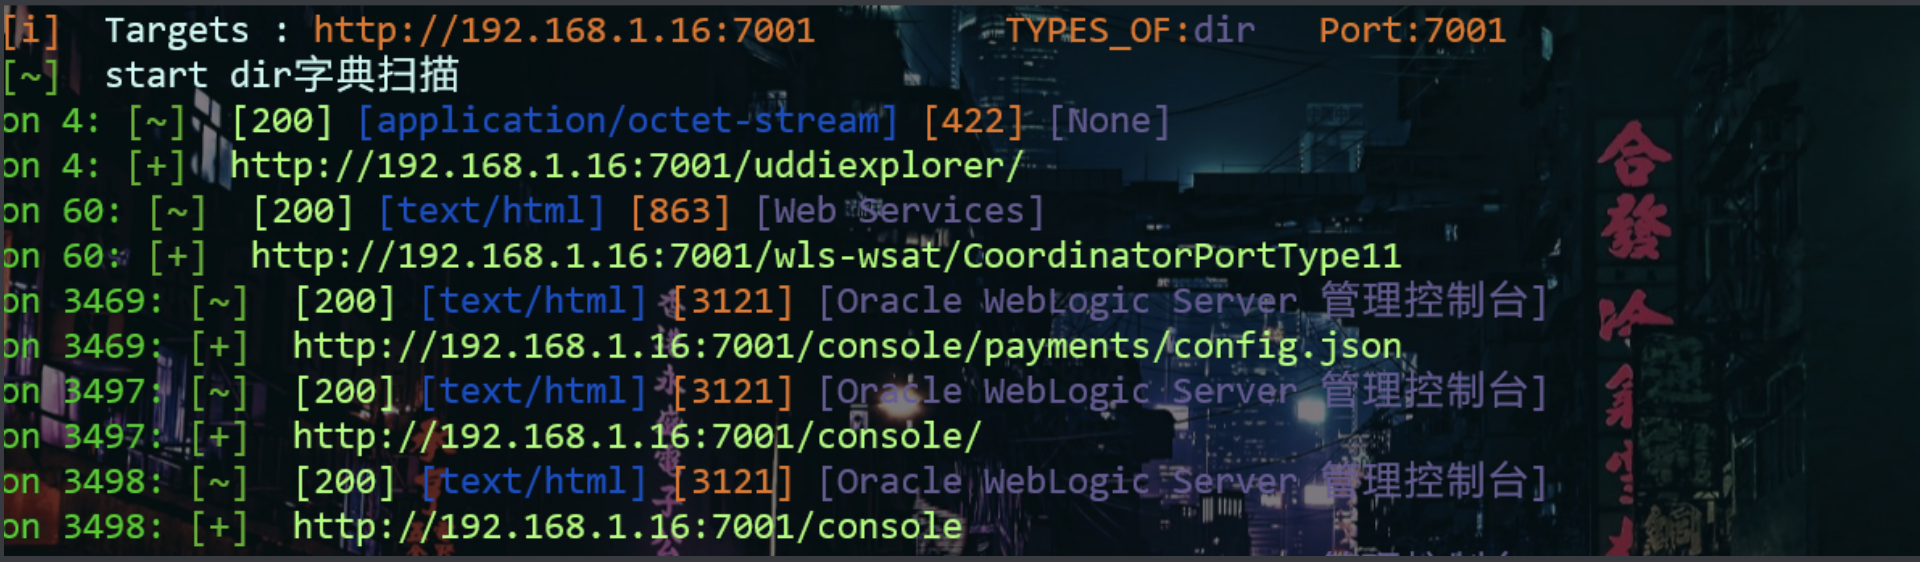 [i] Targets : http://192.168.1.16:7001 TYPES_OF:dir Port:7001
[~] start dir字典扫描
on 4: [~] [200] [application/octet-stream] [422] [None]
on 4: [+] http://192.168.1.16:7001/uddiexplorer/
on 60: [~] [200] [text/html] [863] [Web Services]
on 60: [+] http://192.168.1.16:7001/wls-wsat/CoordinatorPortType11
on 3469: [~] [200] [text/html] [3121] [Oracle WebLogic Server 管理控制台]
on 3469: [+] http://192.168.1.16:7001/console/payments/config.json
on 3497: [~] [200] [text/html] [3121] [Oracle WebLogic Server 管理控制台]
on 3497: [+] http://192.168.1.16:7001/console/
on 3498: [~] [200] [text/html] [3121] [Oracle WebLogic Server 管理控制台]
on 3498: [+] http://192.168.1.16:7001/console
合發冷氣